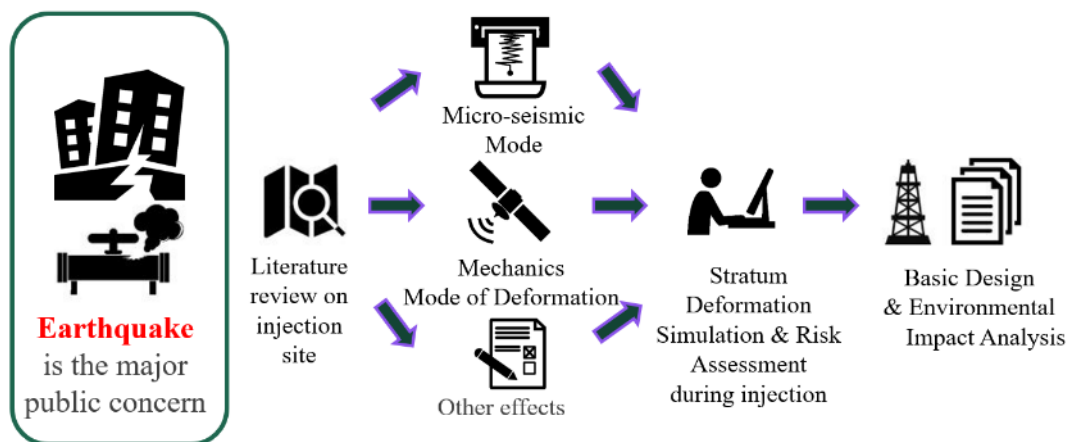 Earthquake
is the major
public concern
Literature
review on
injection
site
Micro-seismic
Mode
Mechanics
Mode of Deformation
Other effects
Stratum
Deformation
Simulation & Risk
Assessment
during injection
Basic Design
& Environmental
Impact Analysis